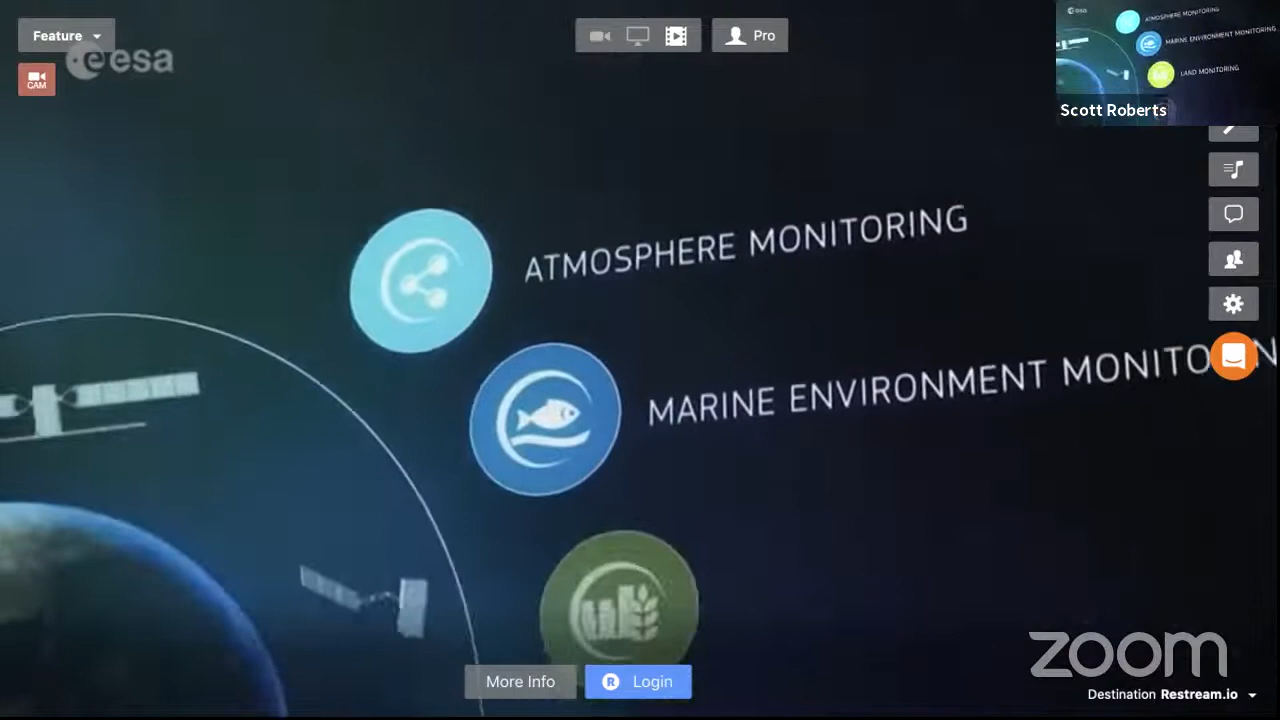 Feature
esa
CAM
Pro
esa
ATMOSPHERE MONITORING
MARINE ENVIRONMENT MONITORING
LAND MONITORING
Scott Roberts
ATMOSPHERE MONITORING
MARINE ENVIRONMENT MONITO N
More Info
R Login
zoom
Destination Restream.io